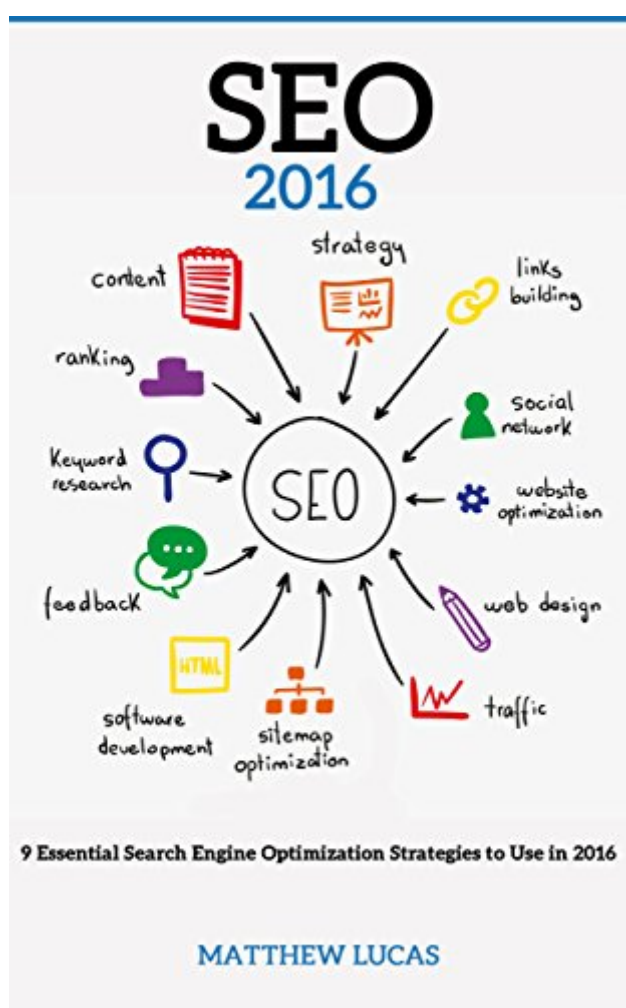 SEO
2016
strategy
content
links
building
ranking
social
network
Keyword
research
SEO
website
optimization
feedback
web design
HTML
traffic
software
development
sitemap
optimization
9 Essential Search Engine Optimization Strategies to Use in 2016
MATTHEW LUCAS